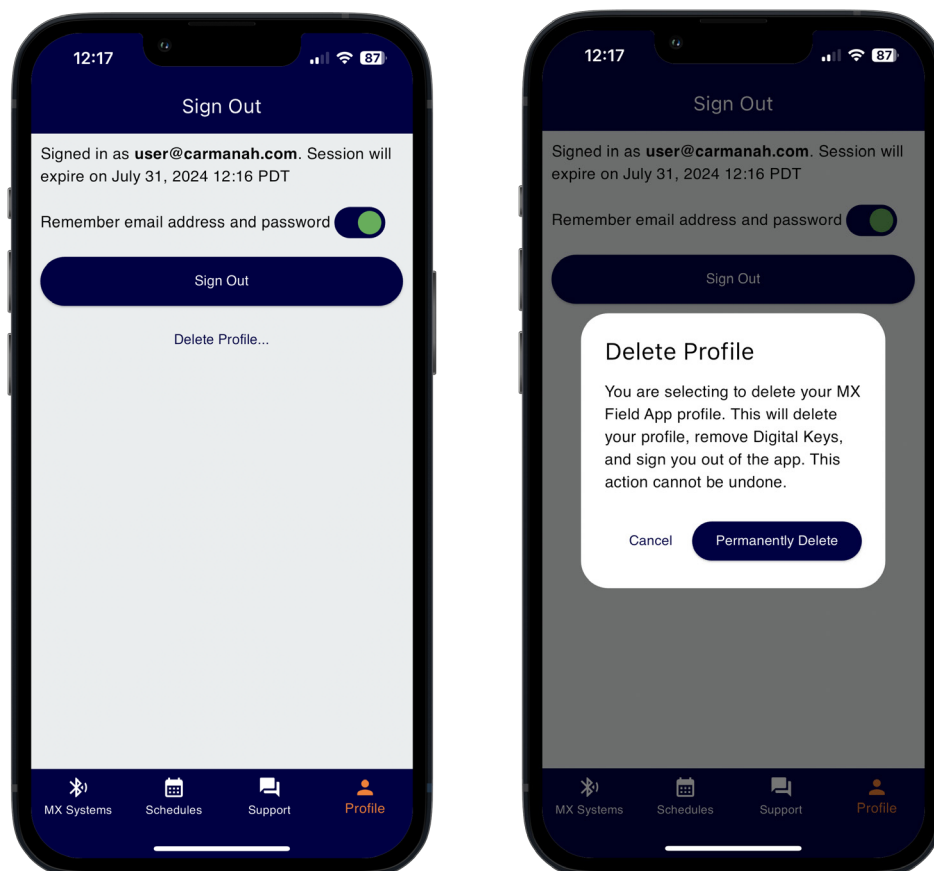 12:17
87
Sign Out
Signed in as user@carmanah.com. Session will
expire on July 31, 2024 12:16 PDT
Remember email address and password
Sign Out
Delete Profile...
MX Systems
Schedules
Support
Profile
12:17
87
Sign Out
Signed in as user@carmanah.com. Session will
expire on July 31, 2024 12:16 PDT
Remember email address and password
Sign Out
Delete Profile
You are selecting to delete your MX
Field App profile. This will delete
your profile, remove Digital Keys,
and sign you out of the app. This
action cannot be undone.
Cancel
Permanently Delete
MX Systems
Schedules
Support
Profile